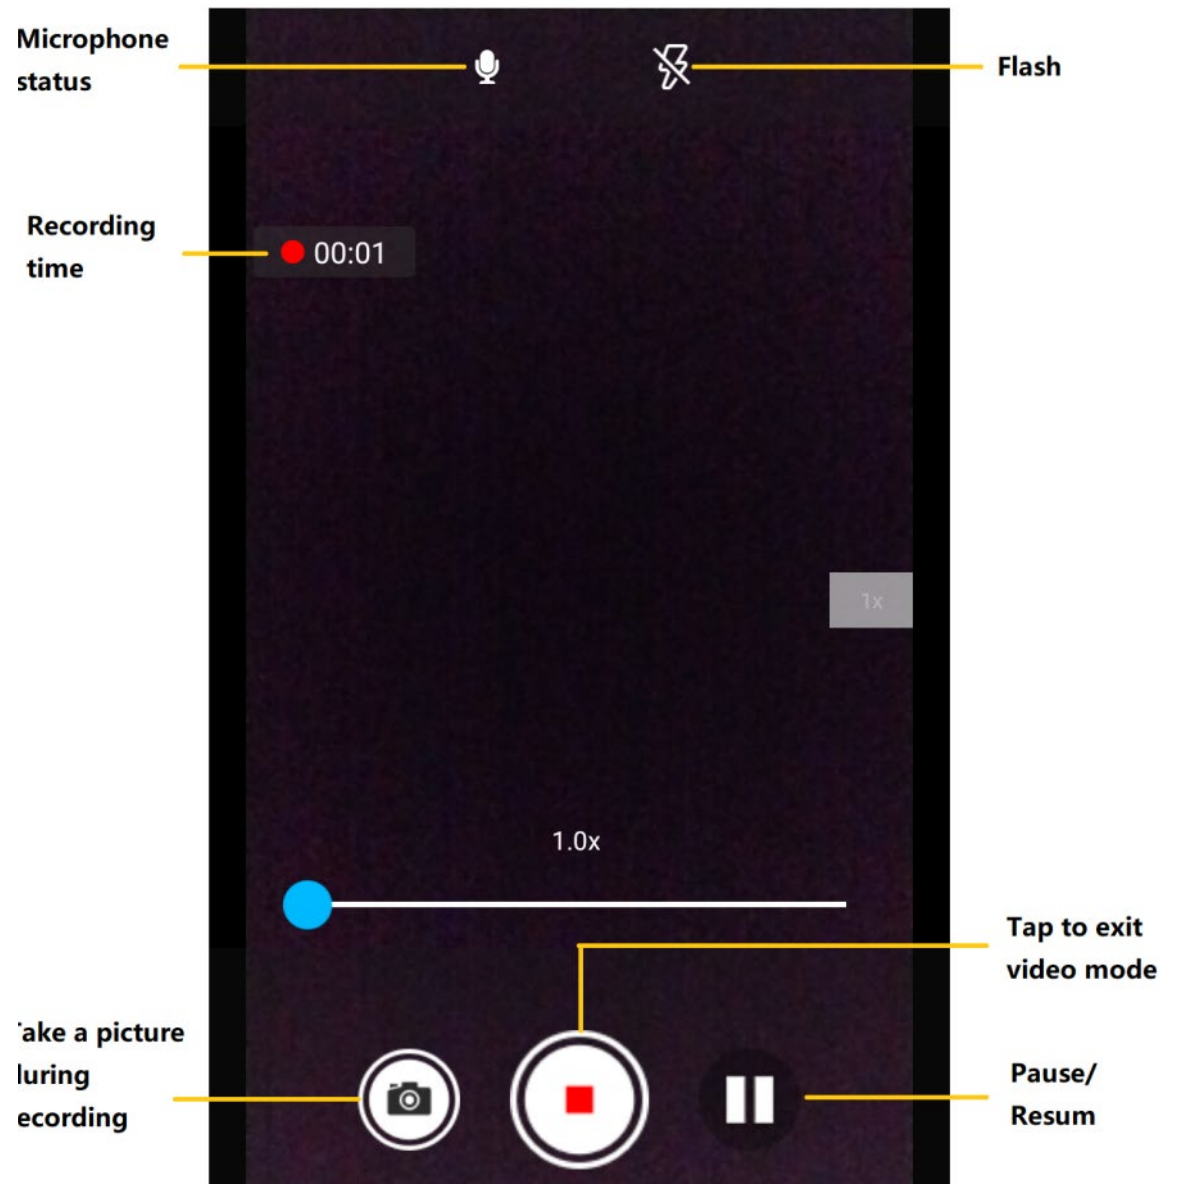 Microphone
status
Flash
Recording
time
00:01
1x
1.0x
Tap to exit
video mode
ake a picture
during
ecording
Pause/
Resum